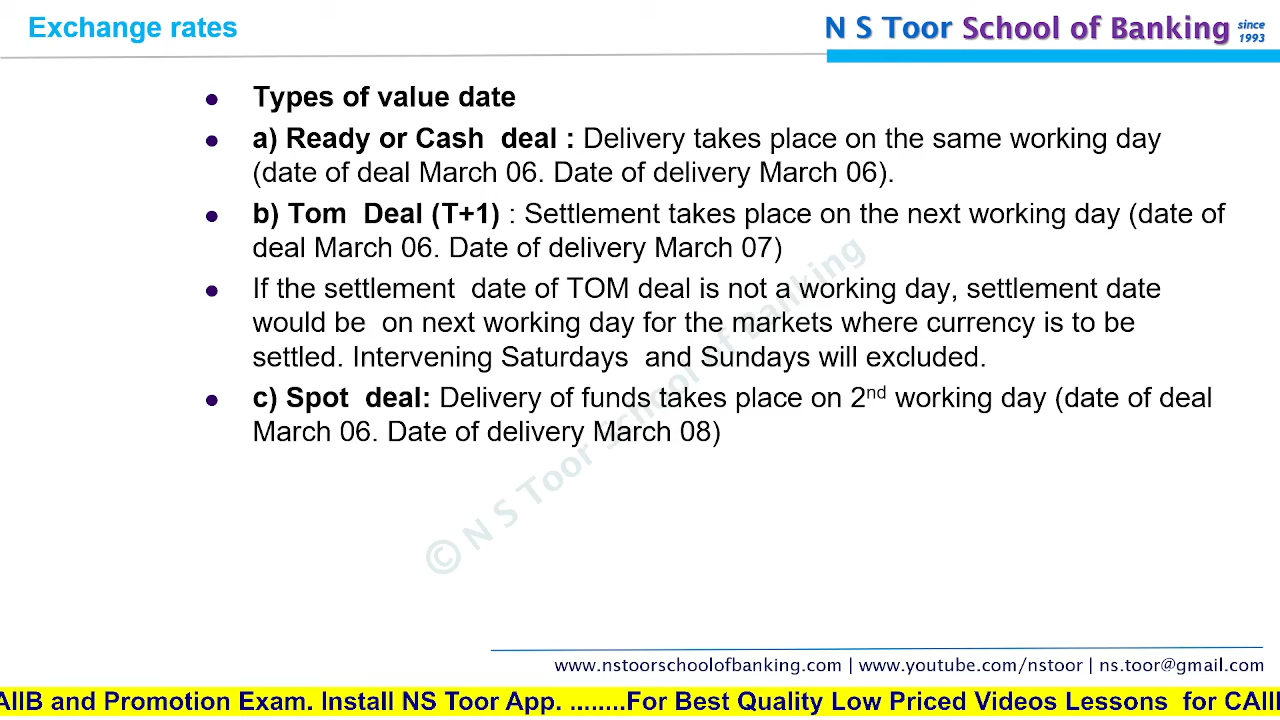 Exchange rates
N S Toor School of Banking since 1993
• Types of value date
• a) Ready or Cash deal : Delivery takes place on the same working day
(date of deal March 06. Date of delivery March 06).
• b) Tom Deal (T+1) : Settlement takes place on the next working day (date of
deal March 06. Date of delivery March 07)
• If the settlement date of TOM deal is not a working day, settlement date
would be on next working day for the markets where currency is to be
settled. Intervening Saturdays and Sundays will excluded.
• c) Spot deal: Delivery of funds takes place on 2nd working day (date of deal
March 06. Date of delivery March 08)
© N S Toor School of Banking
www.nstoorschoolofbanking.com | www.youtube.com/nstoor | ns.toor@gmail.com
AIIB and Promotion Exam. Install NS Toor App. ........For Best Quality Low Priced Videos Lessons for CAII